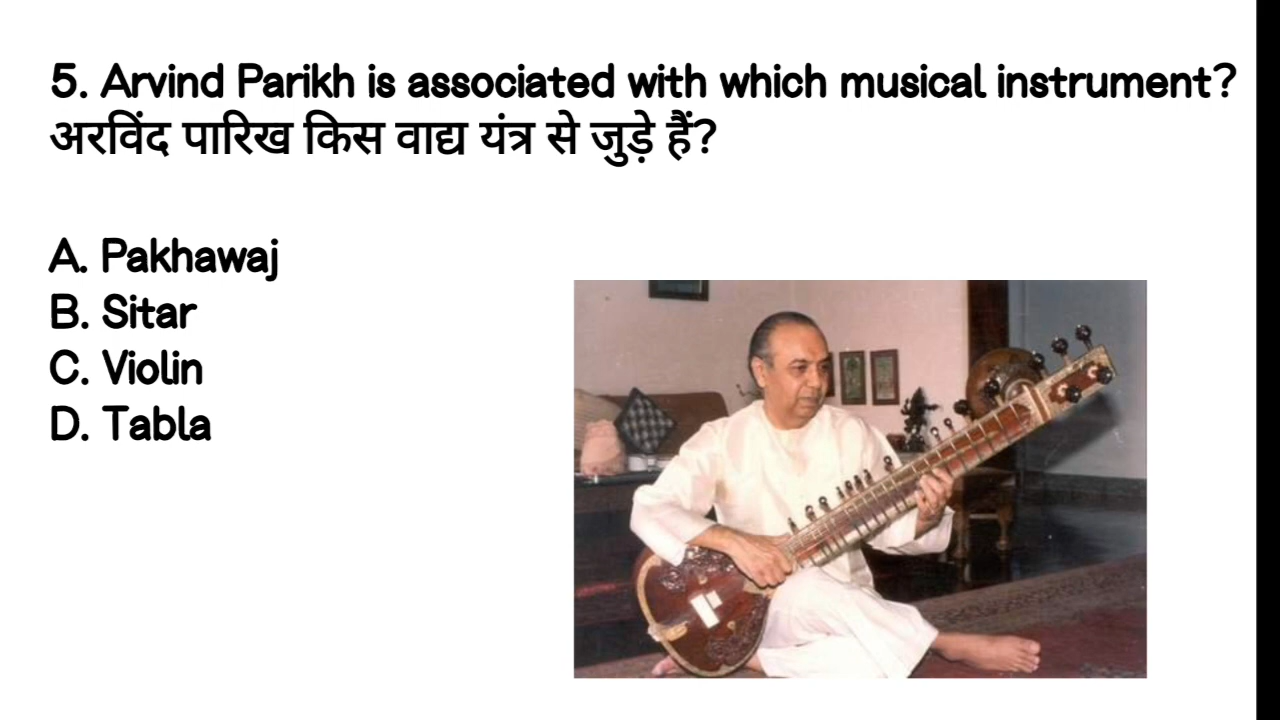 5. Arvind Parikh is associated with which musical instrument?
अरविंद पारिख किस वाद्य यंत्र से जुड़े हैं?
A. Pakhawaj
B. Sitar
C. Violin
D. Tabla